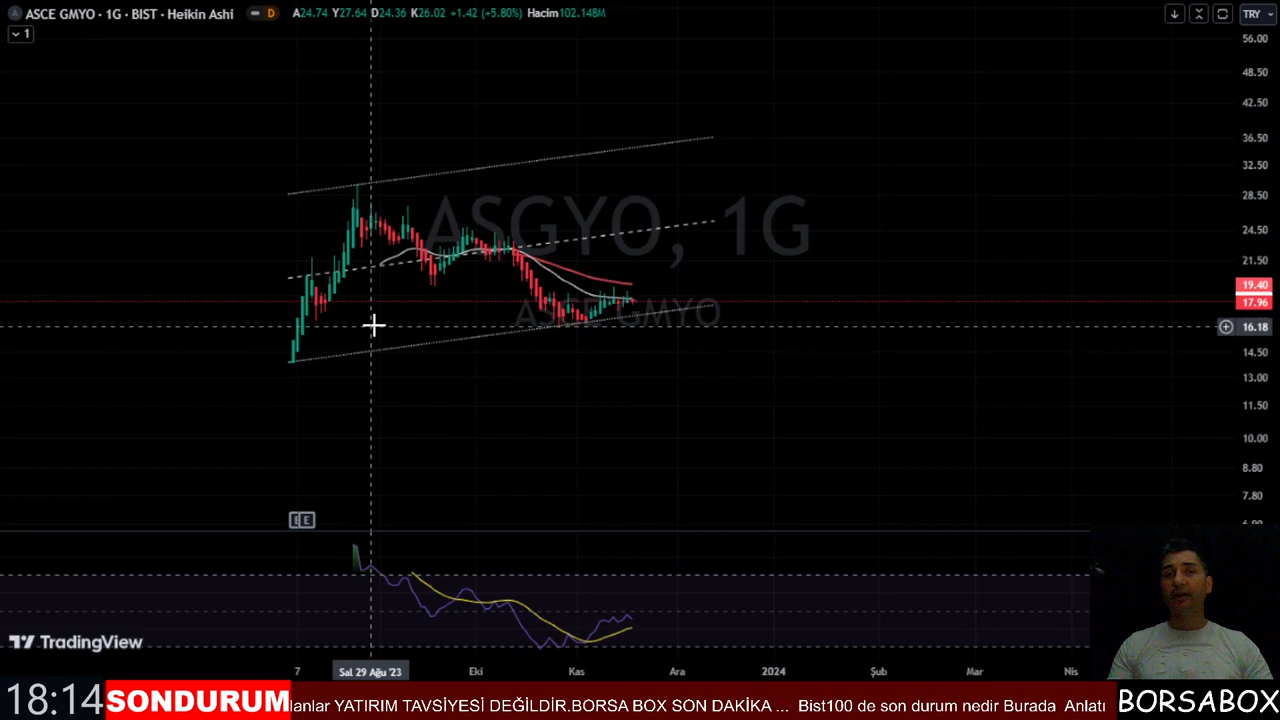 ASCE GMYO · 1G · BIST · Heikin Ashi D A24.74 Y27.64 D24.36 K26.02 +1.42 (+5.80%) Hacim102.148M TRY
1
56.00
48.50
42.50
36.50
32.50
28.50
24.50
21.50
19.40
17.96
16.18
14.50
13.00
11.50
10.00
8.80
7.80
6.90
ASGYO, 1G
ASCE GMYO
E E
TradingView
7 Sal 29 Ağu '23 Eki Kas Ara 2024 Şub Mar Nis
18:14 SONDURUM lanlar YATIRIM TAVSİYESİ DEĞİLDİR.BORSA BOX SON DAKİKA ... Bist100 de son durum nedir Burada Anlatı BORSABOX